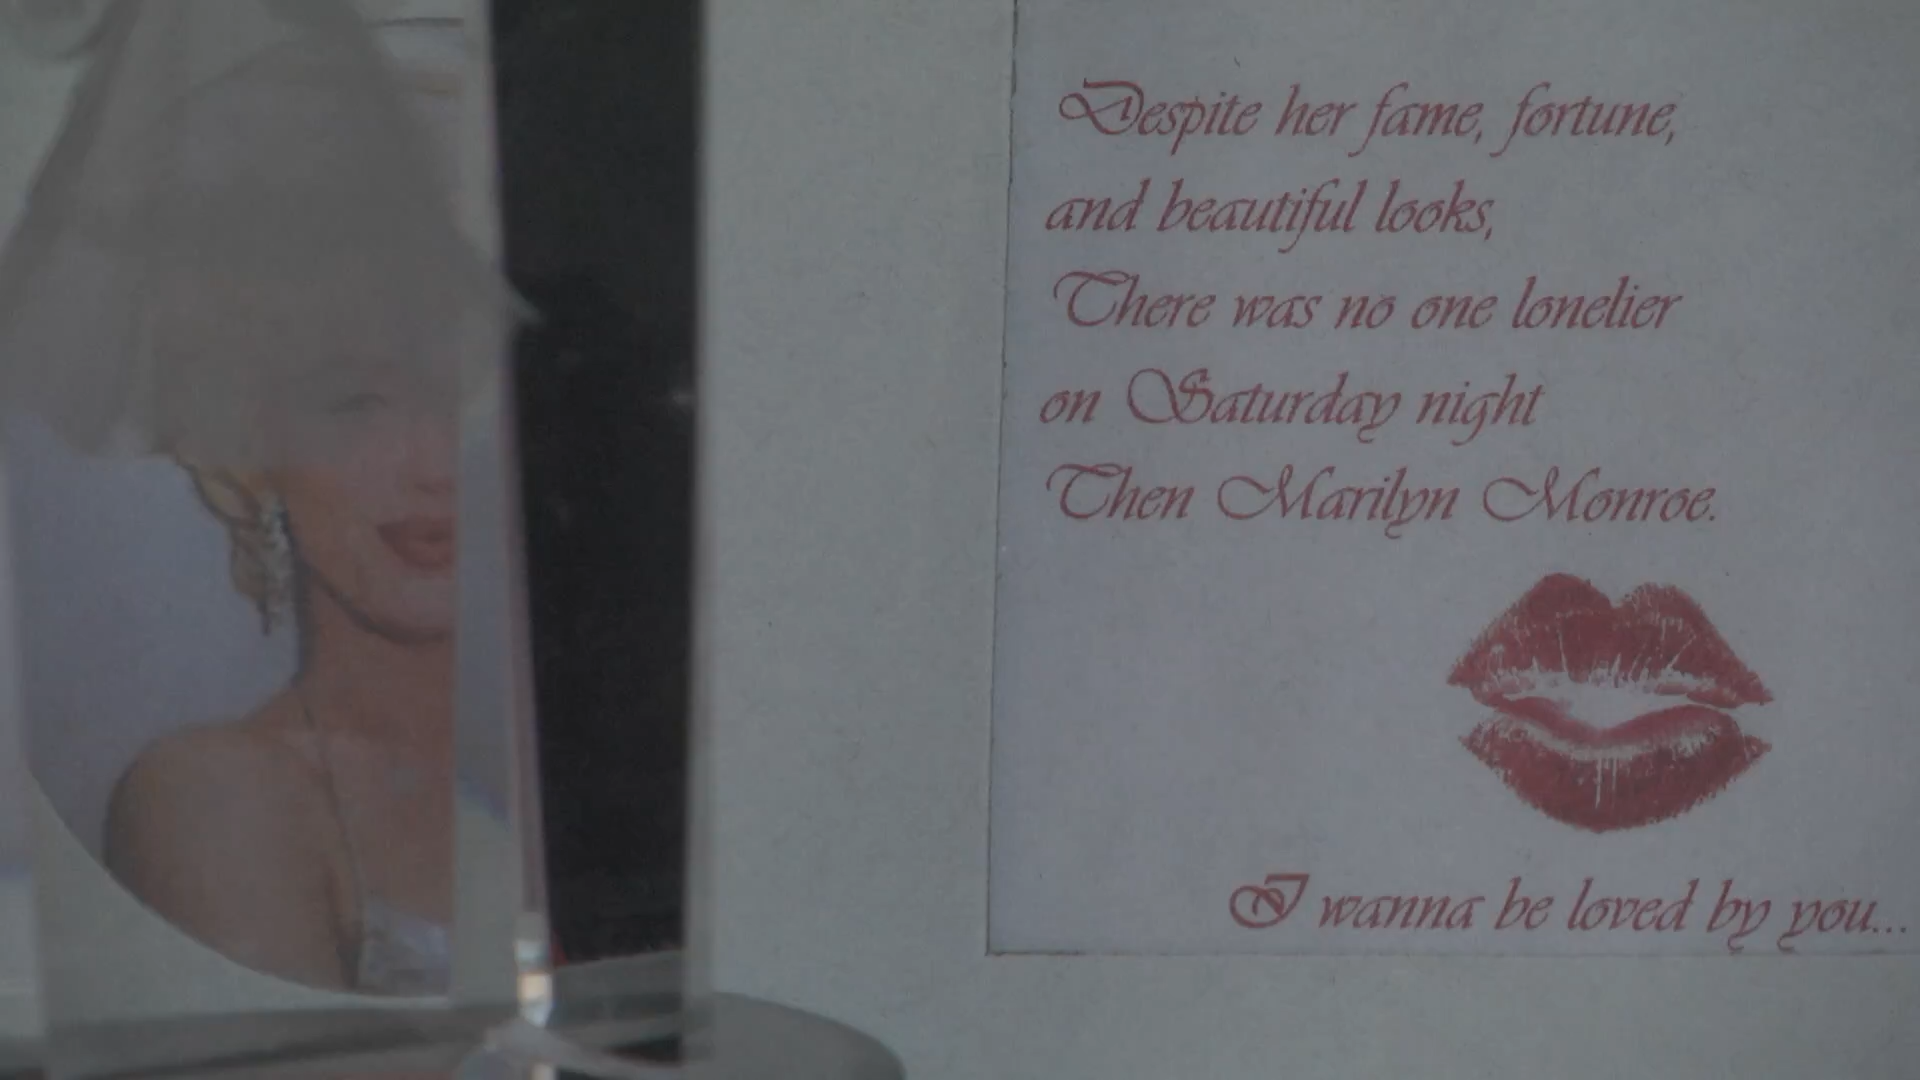 Despite her fame, fortune,
and beautiful looks,
There was no one lonelier
on Saturday night
Then Marilyn Monroe.
I wanna be loved by you...